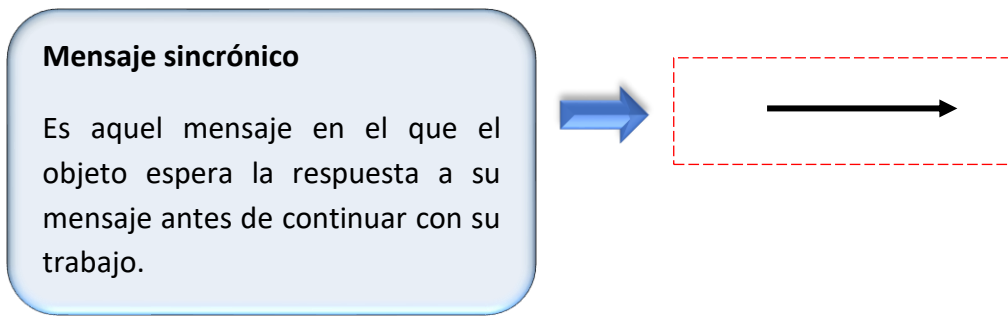 Mensaje sincrónico
Es aquel mensaje en el que el
objeto espera la respuesta a su
mensaje antes de continuar con su
trabajo.